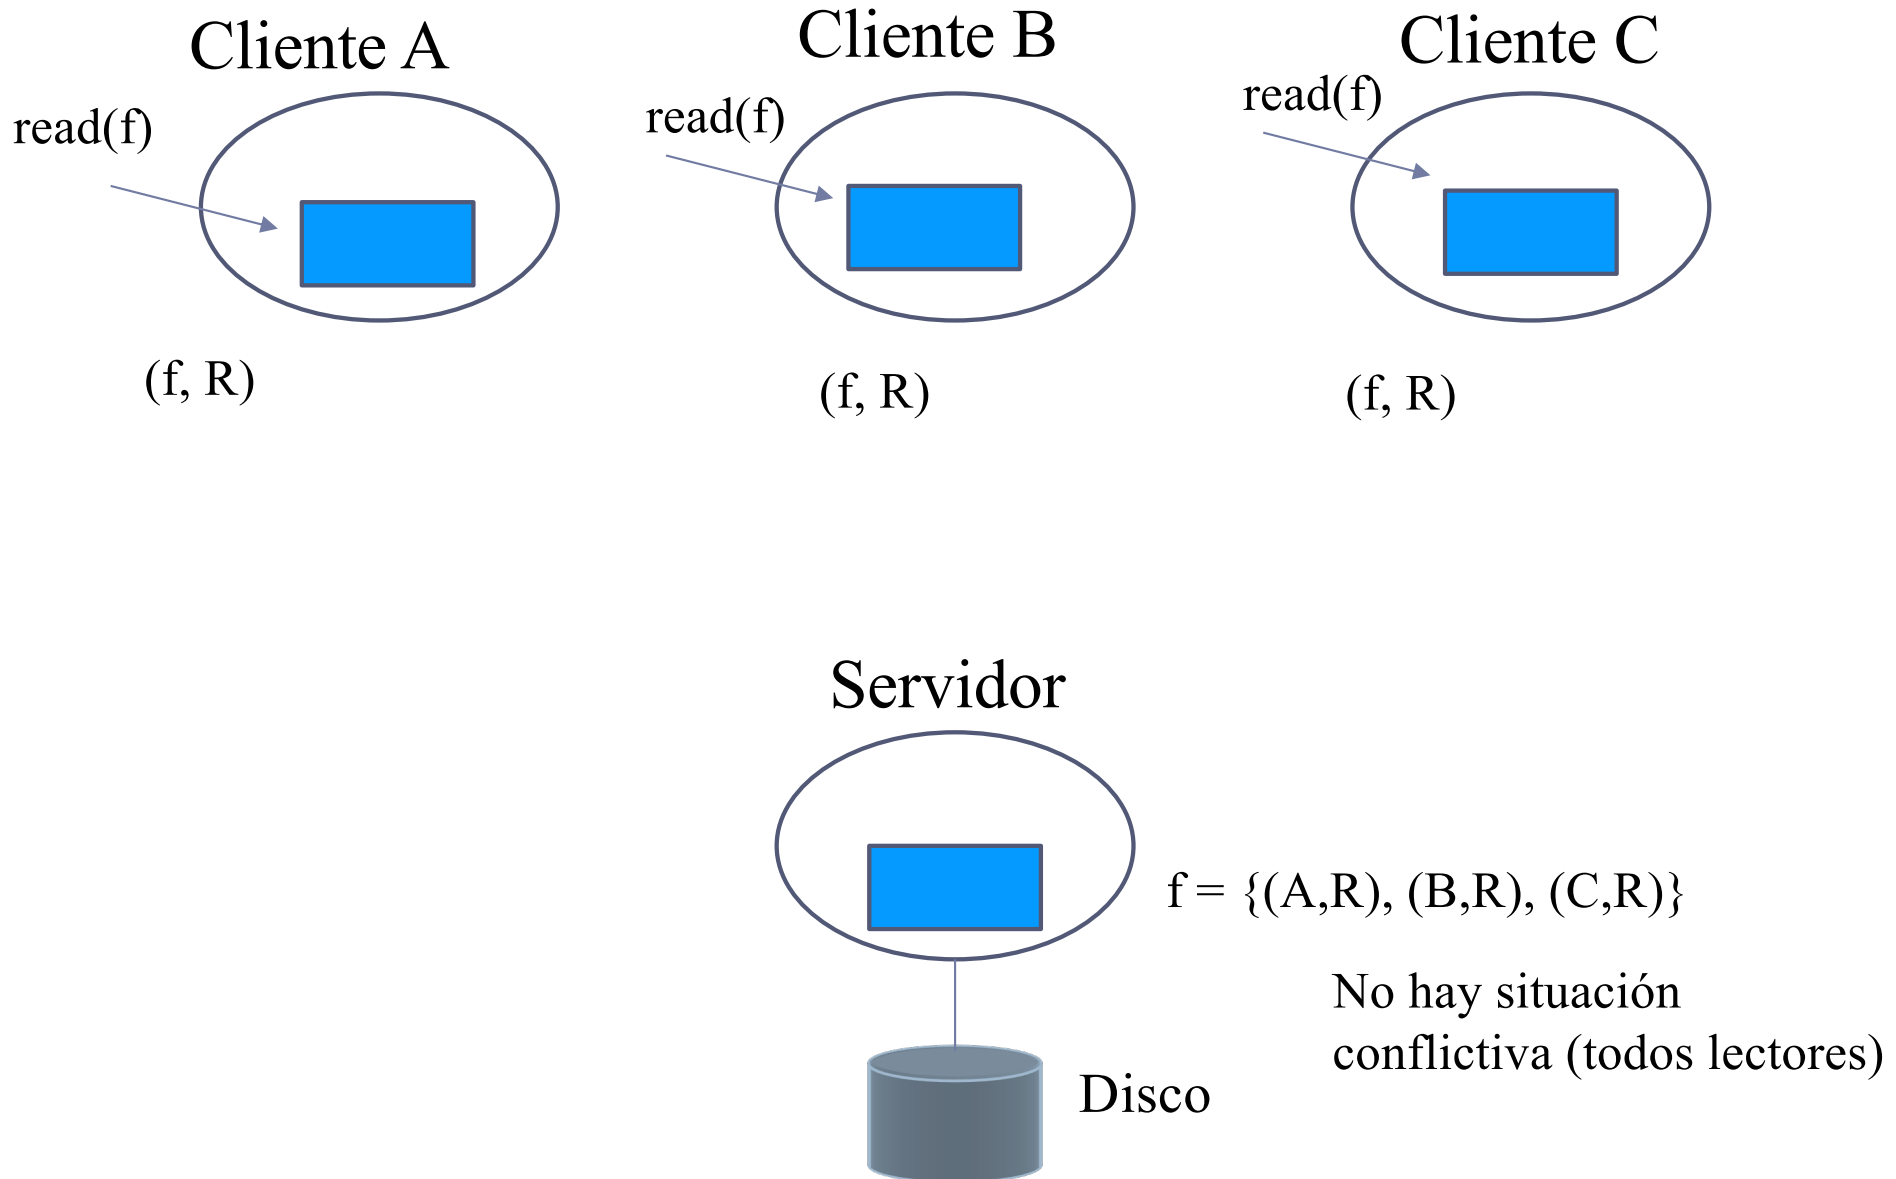 Cliente A
Cliente B
Cliente C
read(f)
read(f)
read(f)
(f, R)
(f, R)
(f, R)
Servidor
f = {(A,R), (B,R), (C,R)}
No hay situación
conflictiva (todos lectores)
Disco